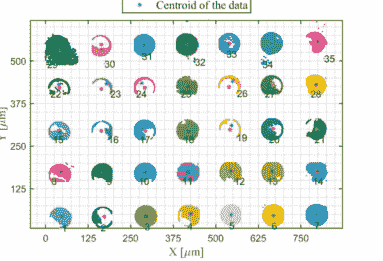 Centroid of the data
29 30 31 32 33 34 35
500
22 23 24 25 26 27 28
375
15 16 17 18 19 20 21
250
8 9 10 11 12 13 14
125
1 2 3 4 5 6 7
0 125 250 375 500 625 750
X [μm]
Y [μm]